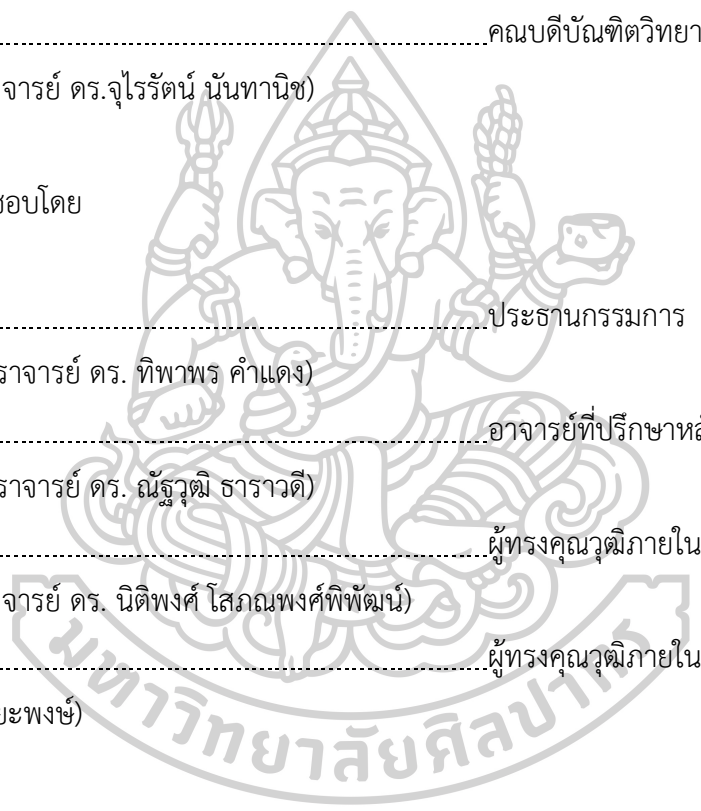 คณบดีบัณฑิตวิทยา
จารย์ ดร.จุไรรัตน์ นันทานิช)
ชอบโดย
ประธานกรรมการ
ราจารย์ ดร. ทิพาพร คำแดง)
อาจารย์ที่ปรึกษาหลั
ราจารย์ ดร. ณัฐวุฒิ ธาราวดี)
ผู้ทรงคุณวุฒิภายใน
จารย์ ดร. นิติพงศ์ โสภณพงศ์พิพัฒน์)
ผู้ทรงคุณวุฒิภายใน
ยะพงษ์)
มหาวิทยาลัยศิลปากร